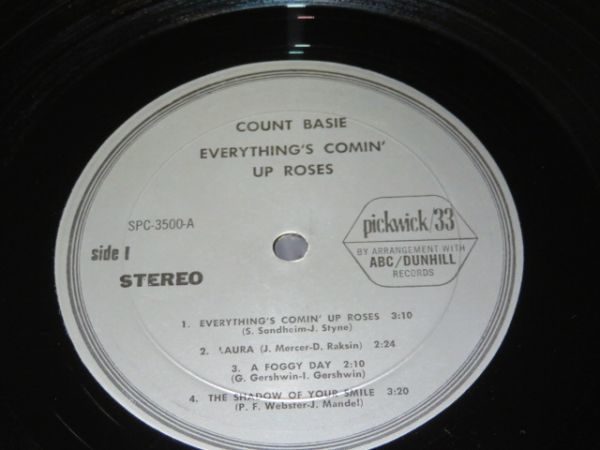 COUNT BASIE
EVERYTHING'S COMIN'
UP ROSES
SPC-3500-A
side 1
STEREO
pickwick/33
BY ARRANGEMENT WITH
ABC/DUNHILL
RECORDS
1. EVERYTHING'S COMIN' UP ROSES 3:10
(S. Sondheim-J. Styne)
2. LAURA (J. Mercer-D. Raksin) 2:24
3. A FOGGY DAY 2:10
(G. Gershwin-I. Gershwin)
4. THE SHADOW OF YOUR SMILE 3:20
(P. F. Webster-J. Mandel)